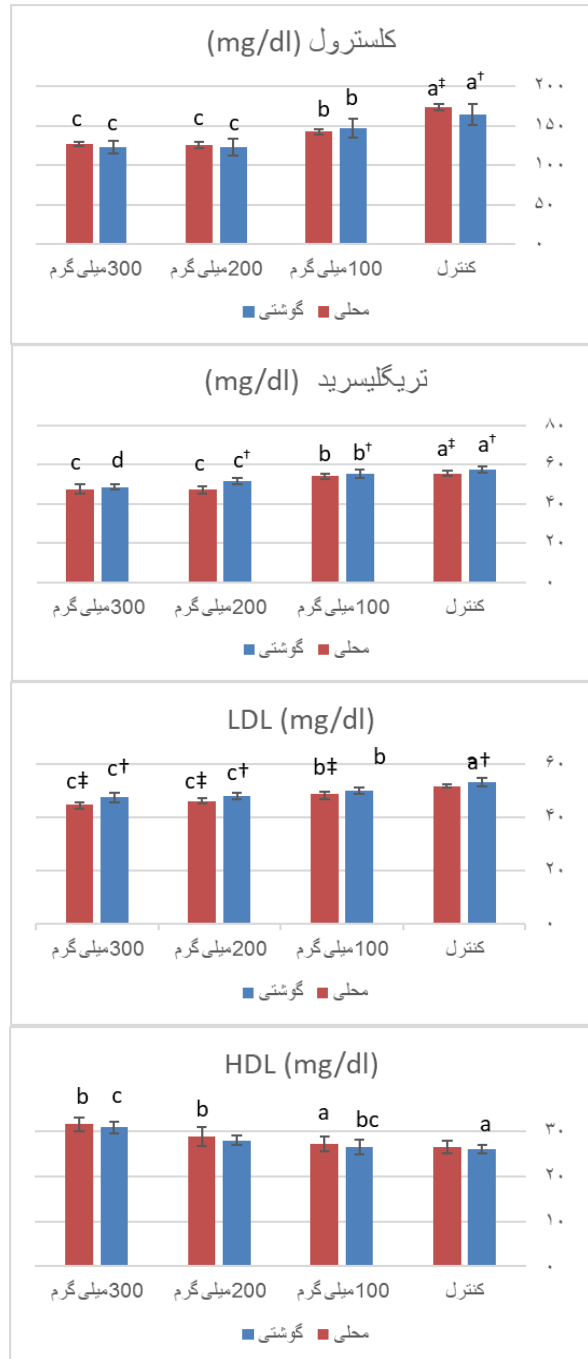 کلسترول (mg/dl)
a† a‡ b b c c c c
۲۰۰
۱۵۰
۱۰۰
۵۰
۰
کنترل 100میلی گرم 200میلی گرم 300میلی گرم
گوشتی محلی
تریگلیسرید (mg/dl)
a† a‡ b† b c† c d c
۸۰
۶۰
۴۰
۲۰
۰
کنترل 100میلی گرم 200میلی گرم 300میلی گرم
گوشتی محلی
LDL (mg/dl)
a† b b‡ c† c‡ c† c‡
۶۰
۴۰
۲۰
۰
کنترل 100میلی گرم 200میلی گرم 300میلی گرم
گوشتی محلی
HDL (mg/dl)
a bc a b c b
۳۰
۲۰
۱۰
۰
کنترل 100میلی گرم 200میلی گرم 300میلی گرم
گوشتی محلی